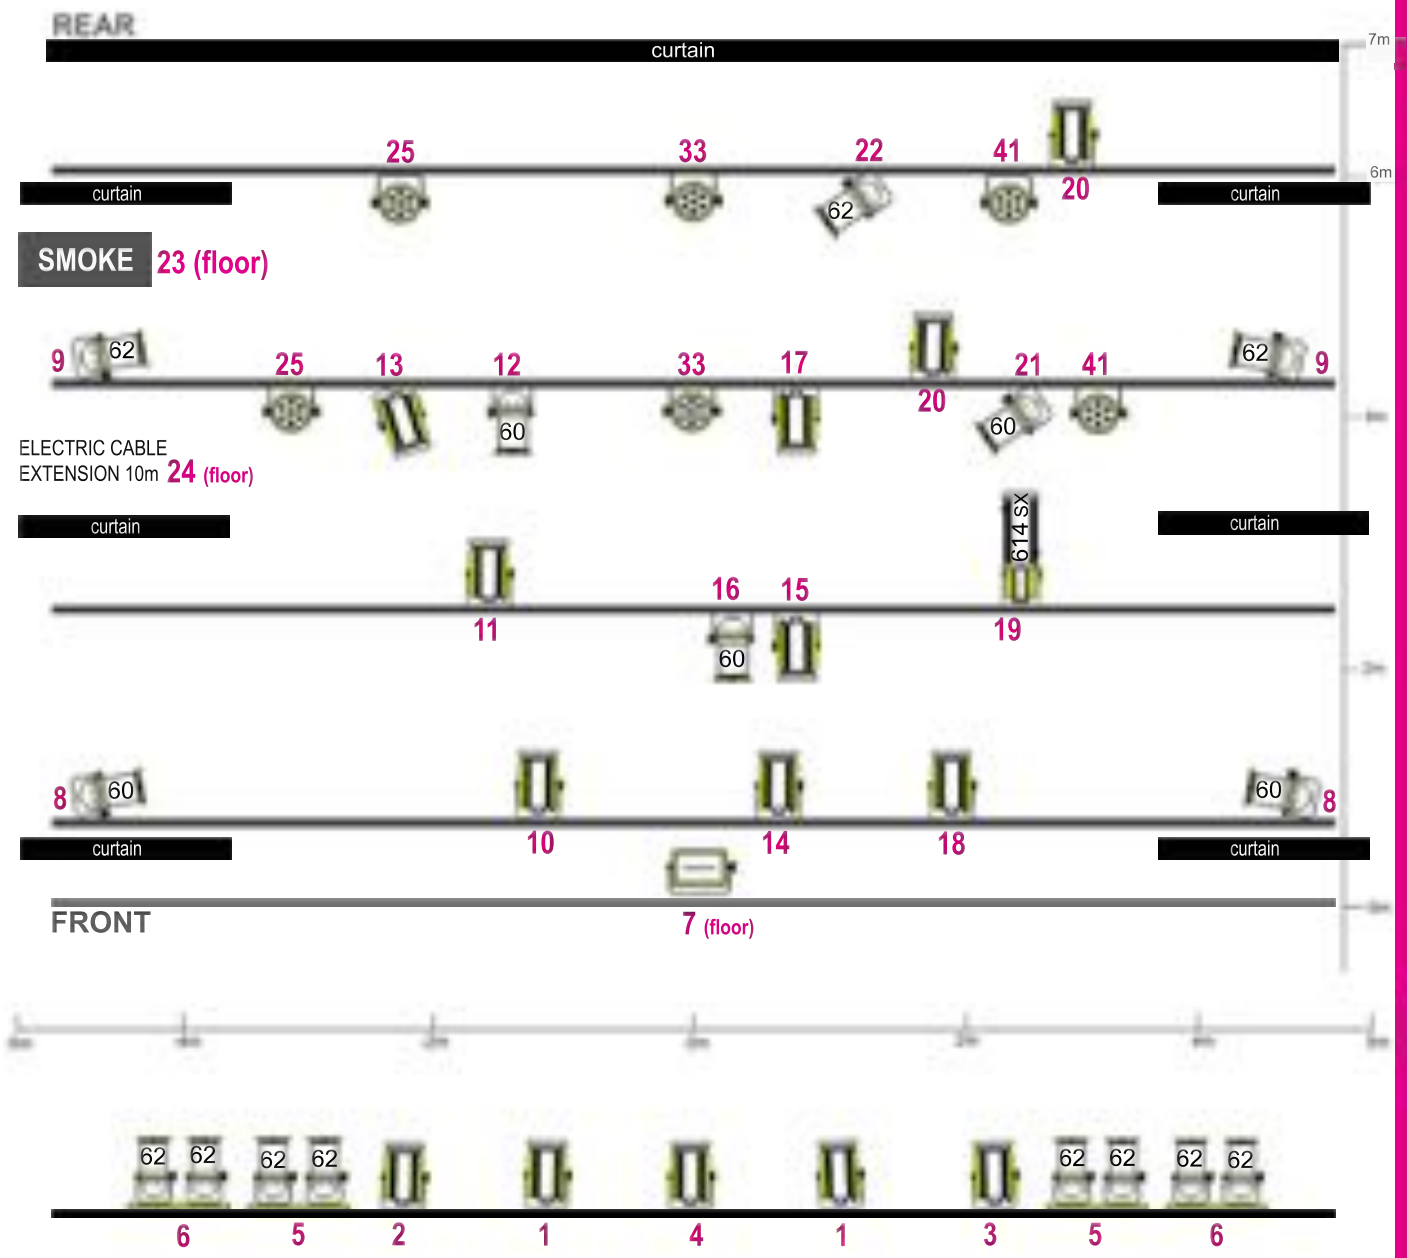 REAR
curtain
7m
25 33 22 41
62
20
6m
curtain
curtain
SMOKE 23 (floor)
9 62
62 9
25 13 12 33 17 21 41
20
60
60
ELECTRIC CABLE
EXTENSION 10m 24 (floor)
curtain
curtain
614 SX
16 15
11
19
60
8 60
60 8
10 14 18
curtain
curtain
FRONT
7 (floor)
62 62 62 62 62 62 62 62
6 5 2 1 4 1 3 5 6